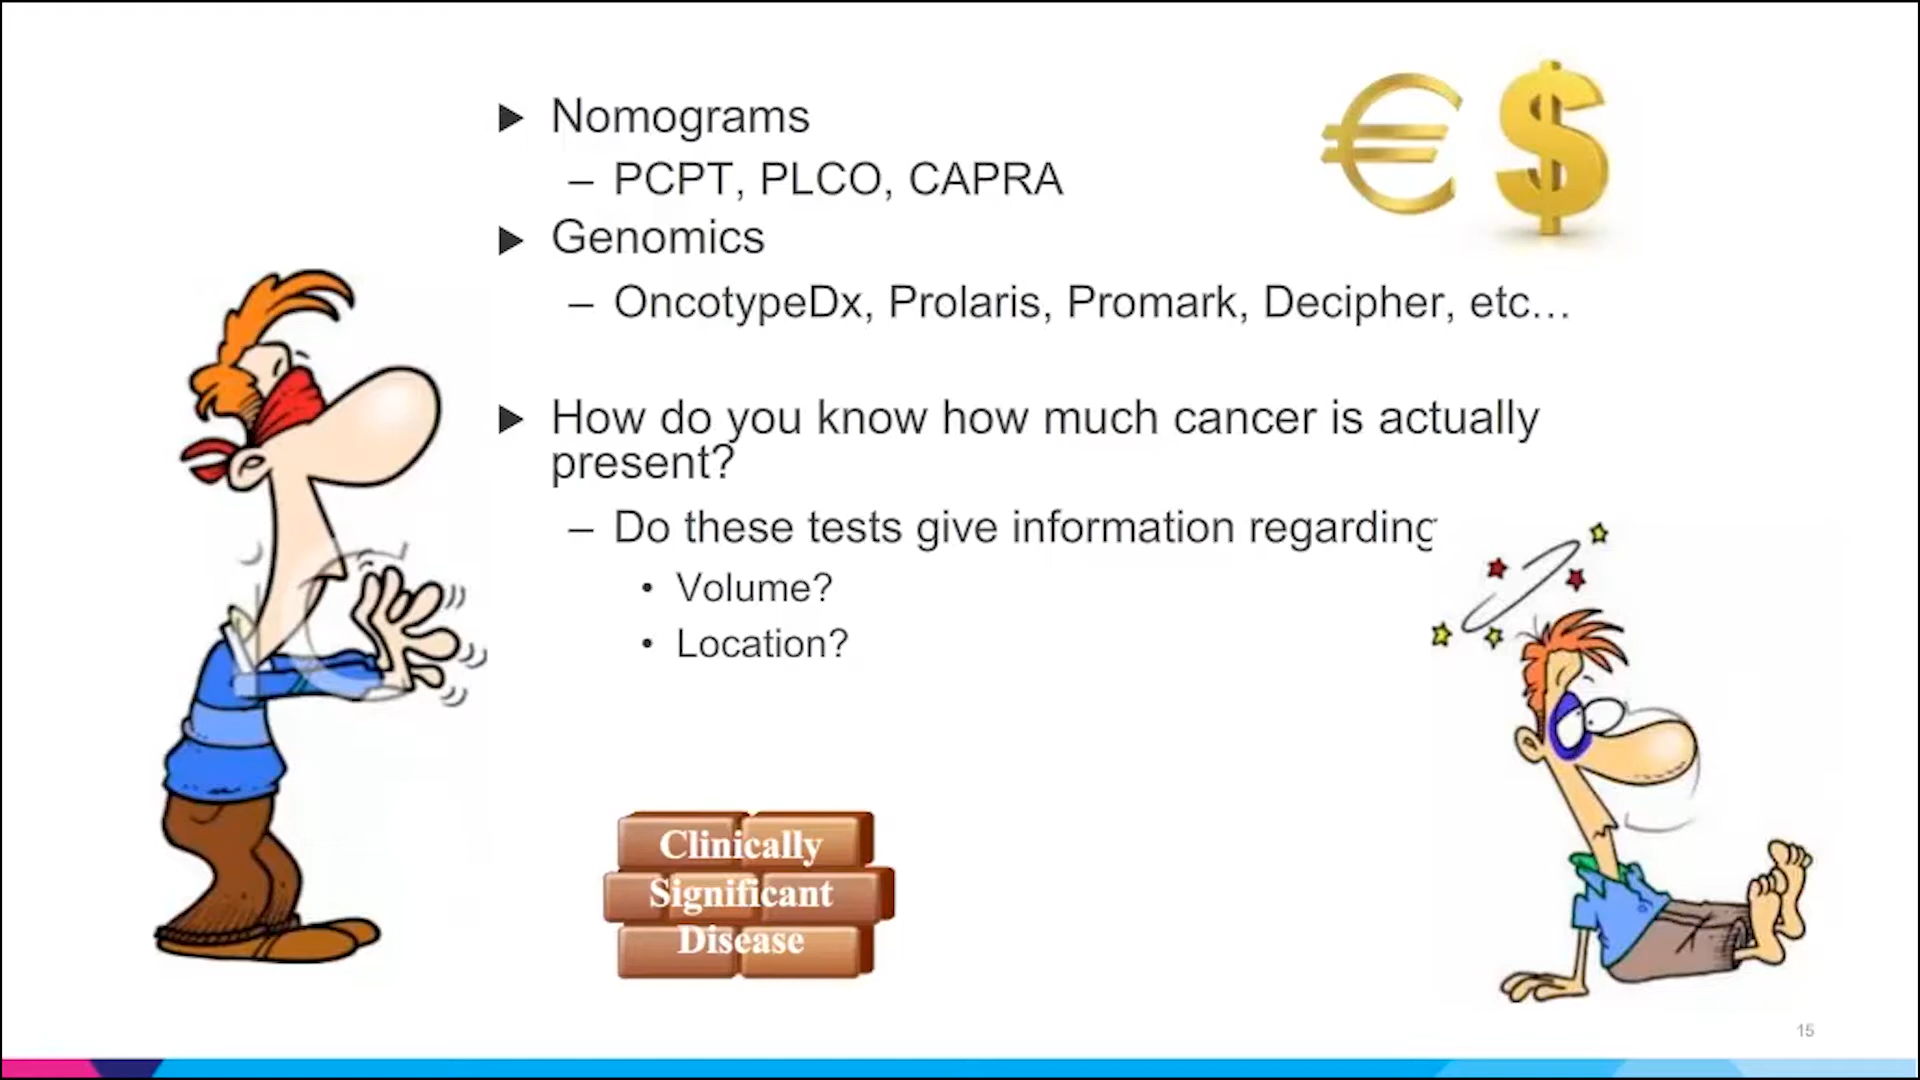 Nomograms
– PCPT, PLCO, CAPRA
Genomics
– OncotypeDx, Prolaris, Promark, Decipher, etc…
How do you know how much cancer is actually
present?
– Do these tests give information regarding
• Volume?
• Location?
€ $
Clinically
Significant
Disease
15